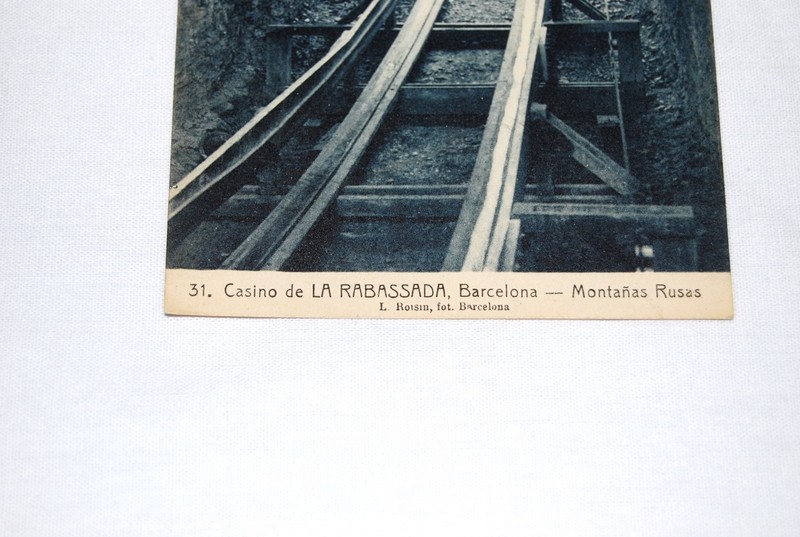 31. Casino de LA RABASSADA, Barcelona — Montañas Rusas
L. Roisin, fot. Barcelona